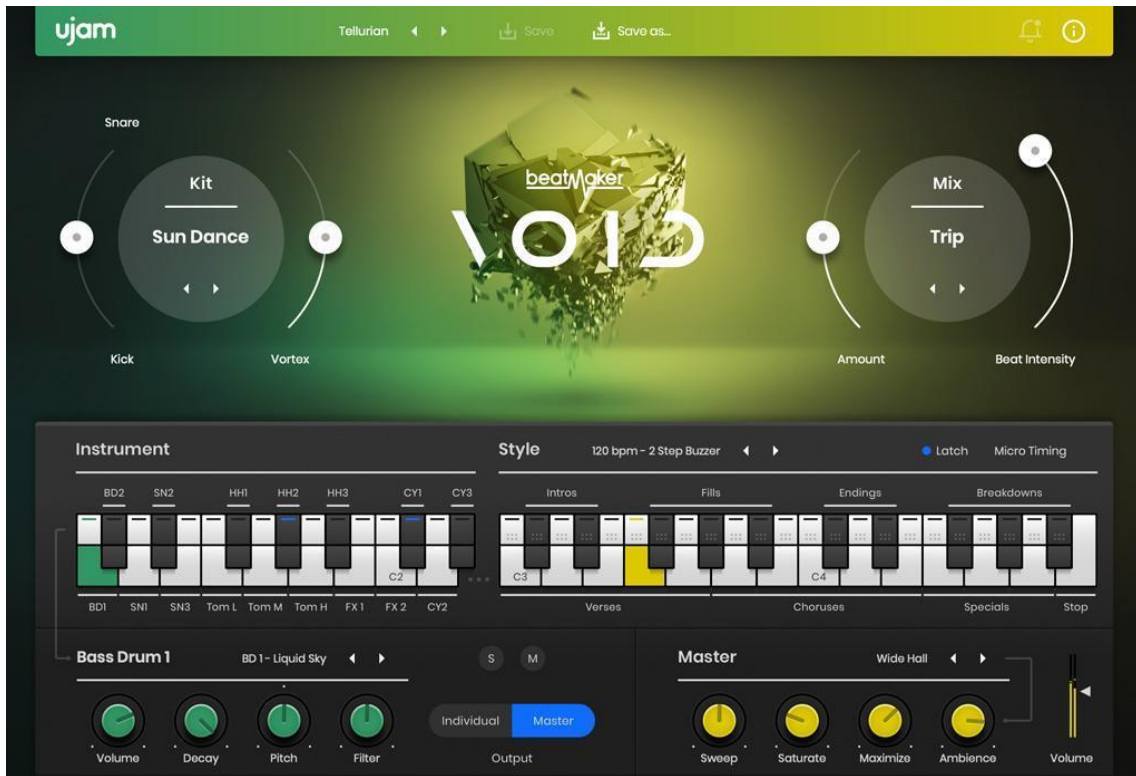 ujam
Tellurian
Save
Save as...
Snare
Kit
Sun Dance
Kick
Vortex
beatMaker
VOID
Mix
Trip
Amount
Beat Intensity
Instrument
BD2 SN2 HH1 HH2 HH3 CY1 CY3
C2
BD1 SN1 SN3 Tom L Tom M Tom H FX 1 FX 2 CY2
Style
120 bpm - 2 Step Buzzer
Latch
Micro Timing
Intros Fills Endings Breakdowns
C3 C4
Verses Choruses Specials Stop
Bass Drum 1
BD 1 - Liquid Sky
S M
Volume Decay Pitch Filter
Individual Master
Output
Master
Wide Hall
Sweep Saturate Maximize Ambience Volume